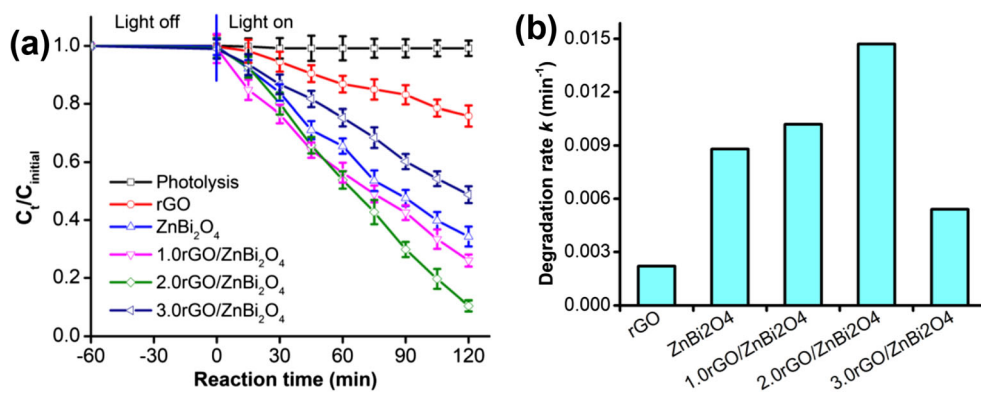 (a)
Light off
Light on
1.0
0.8
0.6
0.4
0.2
0.0
Cₜ/C_initial
Photolysis
rGO
ZnBi₂O₄
1.0rGO/ZnBi₂O₄
2.0rGO/ZnBi₂O₄
3.0rGO/ZnBi₂O₄
-60 -30 0 30 60 90 120
Reaction time (min)
(b)
0.015
0.012
0.009
0.006
0.003
0.000
Degradation rate k (min⁻¹)
rGO
ZnBi2O4
1.0rGO/ZnBi2O4
2.0rGO/ZnBi2O4
3.0rGO/ZnBi2O4